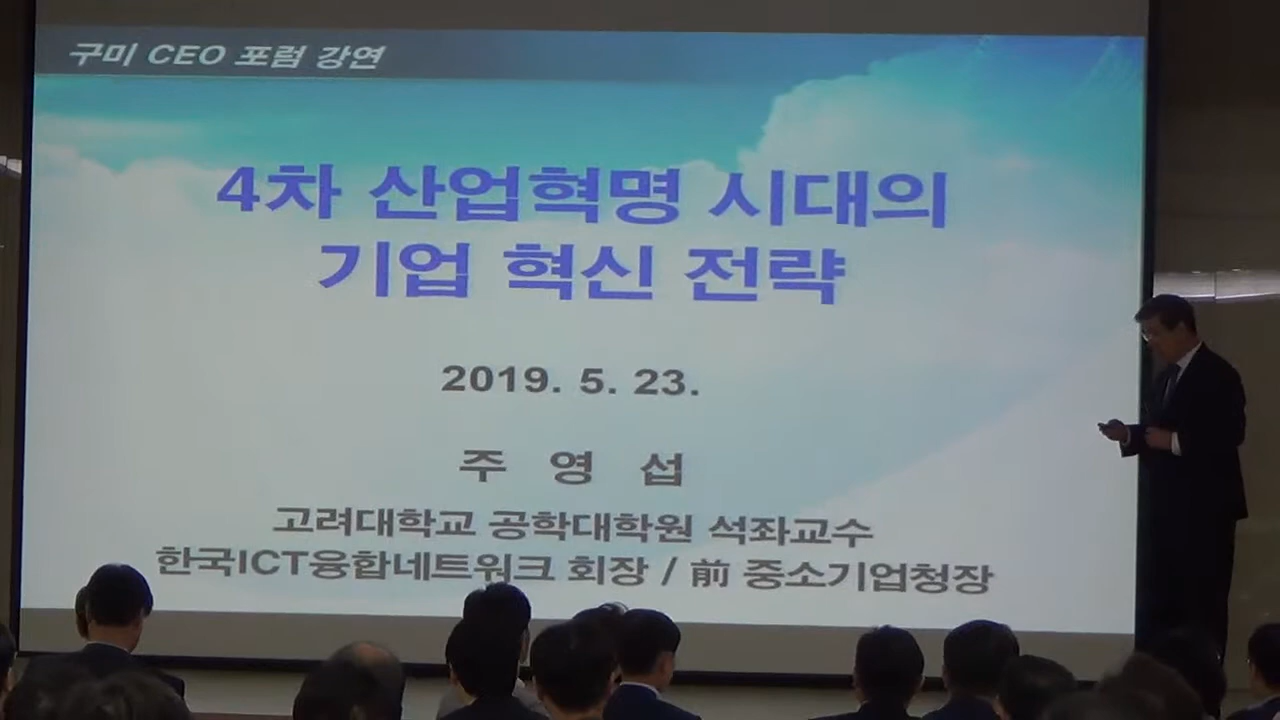 구미 CEO 포럼 강연
4차 산업혁명 시대의
기업 혁신 전략
2019. 5. 23.
주 영 섭
고려대학교 공학대학원 석좌교수
한국ICT융합네트워크 회장 / 前 중소기업청장